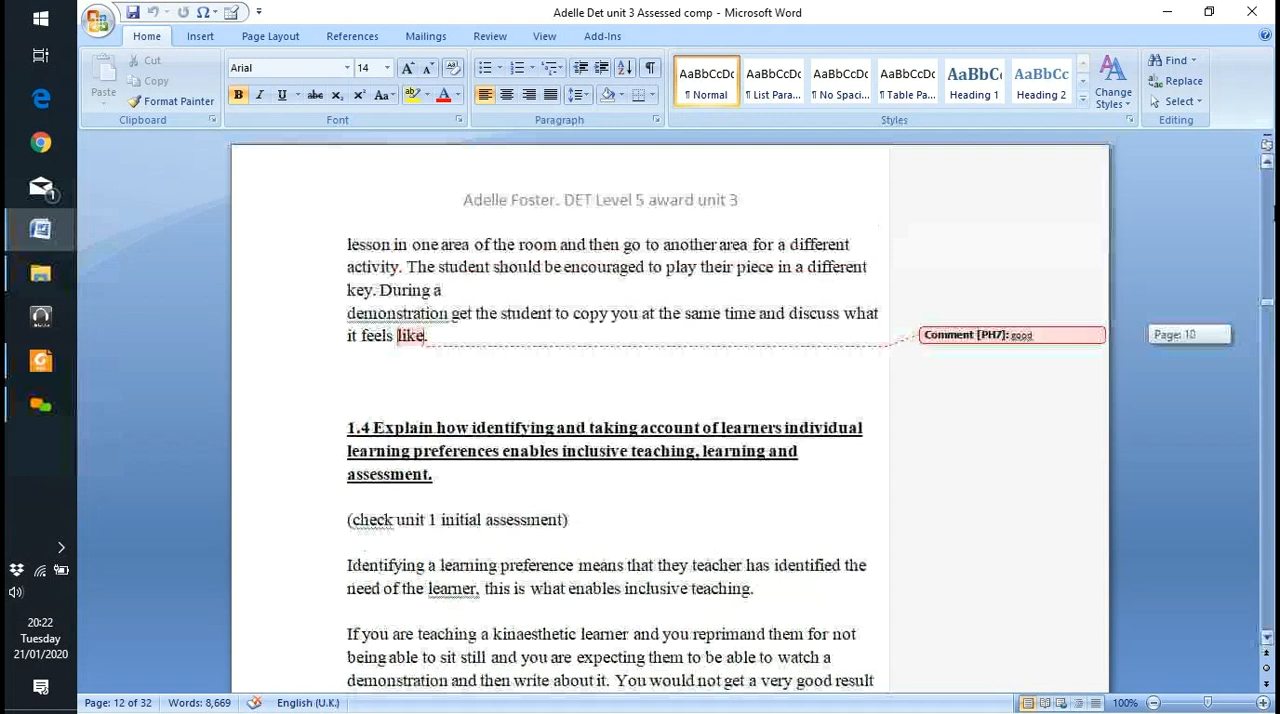 Adelle Det unit 3 Assessed comp - Microsoft Word
Home Insert Page Layout References Mailings Review View Add-Ins
Paste
Cut
Copy
Format Painter
Clipboard
Arial 14
Font
Paragraph
AaBbCcDc AaBbCcDc AaBbCcDc AaBbCcDc AaBbCc AaBbCc
¶ Normal ¶ List Para... ¶ No Spaci... ¶ Table Pa... Heading 1 Heading 2
Change Styles
Styles
Find
Replace
Select
Editing
Adelle Foster. DET Level 5 award unit 3
lesson in one area of the room and then go to another area for a different
activity. The student should be encouraged to play their piece in a different
key. During a
demonstration get the student to copy you at the same time and discuss what
it feels like.
Comment [PH7]: good
Page: 10
1.4 Explain how identifying and taking account of learners individual
learning preferences enables inclusive teaching, learning and
assessment.
(check unit 1 initial assessment)
Identifying a learning preference means that they teacher has identified the
need of the learner, this is what enables inclusive teaching.
If you are teaching a kinaesthetic learner and you reprimand them for not
being able to sit still and you are expecting them to be able to watch a
demonstration and then write about it. You would not get a very good result
20:22
Tuesday
21/01/2020
Page: 12 of 32 Words: 8,669 English (U.K.) 100%